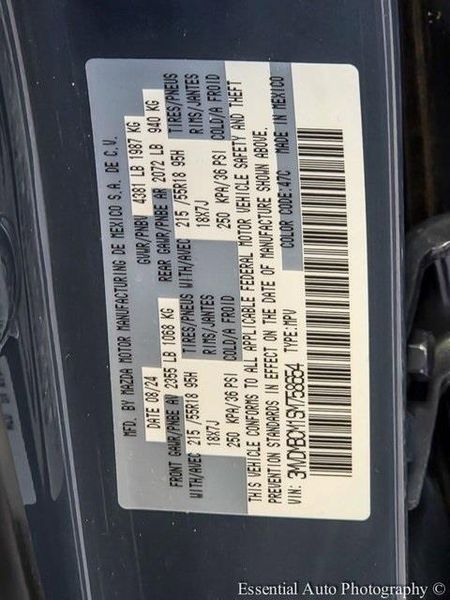 MFD. BY MAZDA MOTOR MANUFACTURING DE MEXICO S.A. DE C.V.
DATE 08/24 GVWR/PNBV 4381 LB 1987 KG
FRONT GAWR/PNBE AV 2355 LB 1068 KG REAR GAWR/PNBE AR 2072 LB 940 KG
WITH/AVEC TIRES/PNEUS WITH/AVEC TIRES/PNEUS
215/55R18 95H RIMS/JANTES 215/55R18 95H RIMS/JANTES
18X7J COLD/A FROID 18X7J COLD/A FROID
250 KPA/36 PSI 250 KPA/36 PSI
THIS VEHICLE CONFORMS TO ALL APPLICABLE FEDERAL MOTOR VEHICLE SAFETY AND THEFT
PREVENTION STANDARDS IN EFFECT ON THE DATE OF MANUFACTURE SHOWN ABOVE.
COLOR CODE:47C MADE IN MEXICO
VIN: TYPE:MPV
Essential Auto Photography ©